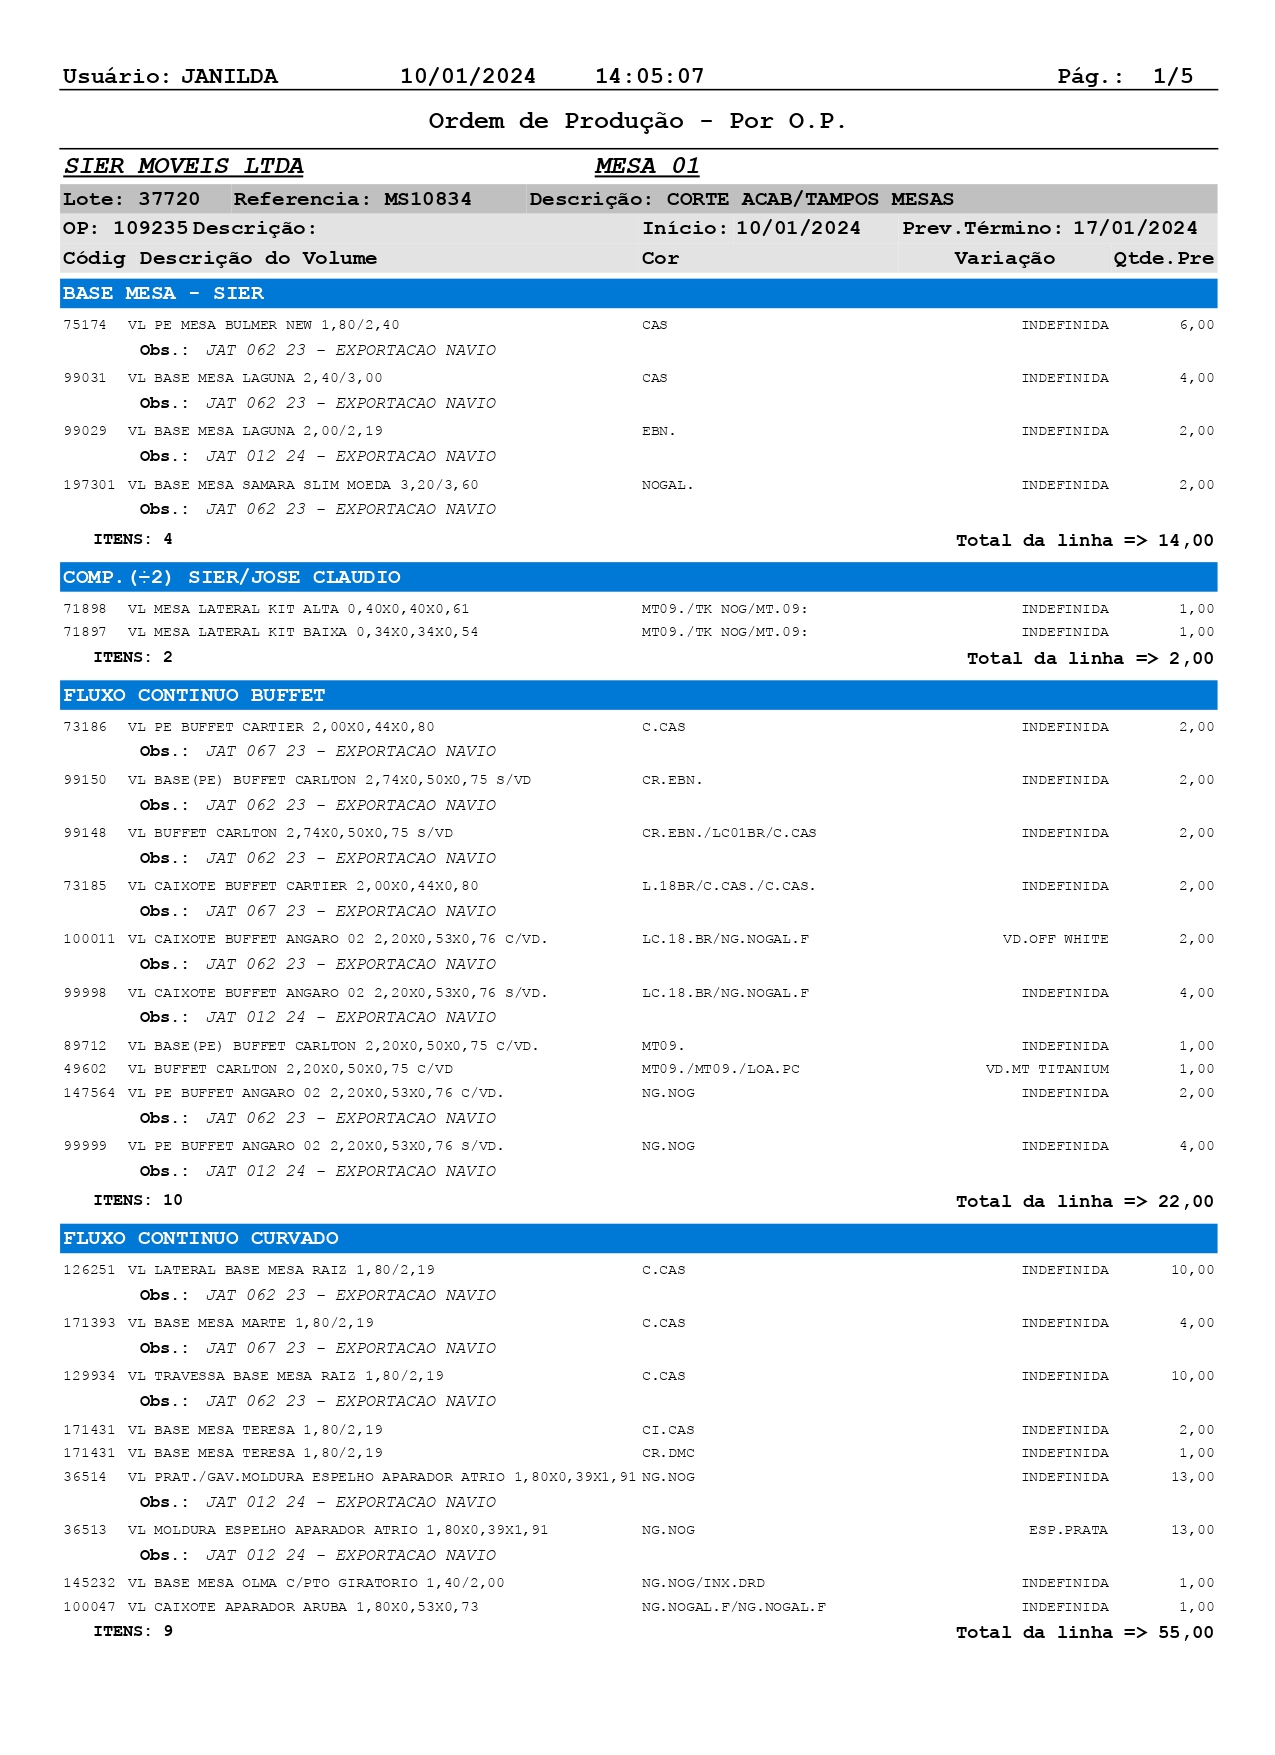 Usuário: JANILDA 10/01/2024 14:05:07 Pág.: 1/5
Ordem de Produção - Por O.P.
SIER MOVEIS LTDA MESA 01
Lote: 37720 Referencia: MS10834 Descrição: CORTE ACAB/TAMPOS MESAS
OP: 109235 Descrição: Início: 10/01/2024 Prev.Término: 17/01/2024
Códig Descrição do Volume Cor Variação Qtde.Pre
BASE MESA - SIER
75174 VL PE MESA BULMER NEW 1,80/2,40 CAS INDEFINIDA 6,00
Obs.: JAT 062 23 - EXPORTACAO NAVIO
99031 VL BASE MESA LAGUNA 2,40/3,00 CAS INDEFINIDA 4,00
Obs.: JAT 062 23 - EXPORTACAO NAVIO
99029 VL BASE MESA LAGUNA 2,00/2,19 EBN. INDEFINIDA 2,00
Obs.: JAT 012 24 - EXPORTACAO NAVIO
197301 VL BASE MESA SAMARA SLIM MOEDA 3,20/3,60 NOGAL. INDEFINIDA 2,00
Obs.: JAT 062 23 - EXPORTACAO NAVIO
ITENS: 4 Total da linha => 14,00
COMP.(÷2) SIER/JOSE CLAUDIO
71898 VL MESA LATERAL KIT ALTA 0,40X0,40X0,61 MT09./TK NOG/MT.09: INDEFINIDA 1,00
71897 VL MESA LATERAL KIT BAIXA 0,34X0,34X0,54 MT09./TK NOG/MT.09: INDEFINIDA 1,00
ITENS: 2 Total da linha => 2,00
FLUXO CONTINUO BUFFET
73186 VL PE BUFFET CARTIER 2,00X0,44X0,80 C.CAS INDEFINIDA 2,00
Obs.: JAT 067 23 - EXPORTACAO NAVIO
99150 VL BASE(PE) BUFFET CARLTON 2,74X0,50X0,75 S/VD CR.EBN. INDEFINIDA 2,00
Obs.: JAT 062 23 - EXPORTACAO NAVIO
99148 VL BUFFET CARLTON 2,74X0,50X0,75 S/VD CR.EBN./LC01BR/C.CAS INDEFINIDA 2,00
Obs.: JAT 062 23 - EXPORTACAO NAVIO
73185 VL CAIXOTE BUFFET CARTIER 2,00X0,44X0,80 L.18BR/C.CAS./C.CAS. INDEFINIDA 2,00
Obs.: JAT 067 23 - EXPORTACAO NAVIO
100011 VL CAIXOTE BUFFET ANGARO 02 2,20X0,53X0,76 C/VD. LC.18.BR/NG.NOGAL.F VD.OFF WHITE 2,00
Obs.: JAT 062 23 - EXPORTACAO NAVIO
99998 VL CAIXOTE BUFFET ANGARO 02 2,20X0,53X0,76 S/VD. LC.18.BR/NG.NOGAL.F INDEFINIDA 4,00
Obs.: JAT 012 24 - EXPORTACAO NAVIO
89712 VL BASE(PE) BUFFET CARLTON 2,20X0,50X0,75 C/VD. MT09. INDEFINIDA 1,00
49602 VL BUFFET CARLTON 2,20X0,50X0,75 C/VD MT09./MT09./LOA.PC VD.MT TITANIUM 1,00
147564 VL PE BUFFET ANGARO 02 2,20X0,53X0,76 C/VD. NG.NOG INDEFINIDA 2,00
Obs.: JAT 062 23 - EXPORTACAO NAVIO
99999 VL PE BUFFET ANGARO 02 2,20X0,53X0,76 S/VD. NG.NOG INDEFINIDA 4,00
Obs.: JAT 012 24 - EXPORTACAO NAVIO
ITENS: 10 Total da linha => 22,00
FLUXO CONTINUO CURVADO
126251 VL LATERAL BASE MESA RAIZ 1,80/2,19 C.CAS INDEFINIDA 10,00
Obs.: JAT 062 23 - EXPORTACAO NAVIO
171393 VL BASE MESA MARTE 1,80/2,19 C.CAS INDEFINIDA 4,00
Obs.: JAT 067 23 - EXPORTACAO NAVIO
129934 VL TRAVESSA BASE MESA RAIZ 1,80/2,19 C.CAS INDEFINIDA 10,00
Obs.: JAT 062 23 - EXPORTACAO NAVIO
171431 VL BASE MESA TERESA 1,80/2,19 CI.CAS INDEFINIDA 2,00
171431 VL BASE MESA TERESA 1,80/2,19 CR.DMC INDEFINIDA 1,00
36514 VL PRAT./GAV.MOLDURA ESPELHO APARADOR ATRIO 1,80X0,39X1,91 NG.NOG INDEFINIDA 13,00
Obs.: JAT 012 24 - EXPORTACAO NAVIO
36513 VL MOLDURA ESPELHO APARADOR ATRIO 1,80X0,39X1,91 NG.NOG ESP.PRATA 13,00
Obs.: JAT 012 24 - EXPORTACAO NAVIO
145232 VL BASE MESA OLMA C/PTO GIRATORIO 1,40/2,00 NG.NOG/INX.DRD INDEFINIDA 1,00
100047 VL CAIXOTE APARADOR ARUBA 1,80X0,53X0,73 NG.NOGAL.F/NG.NOGAL.F INDEFINIDA 1,00
ITENS: 9 Total da linha => 55,00